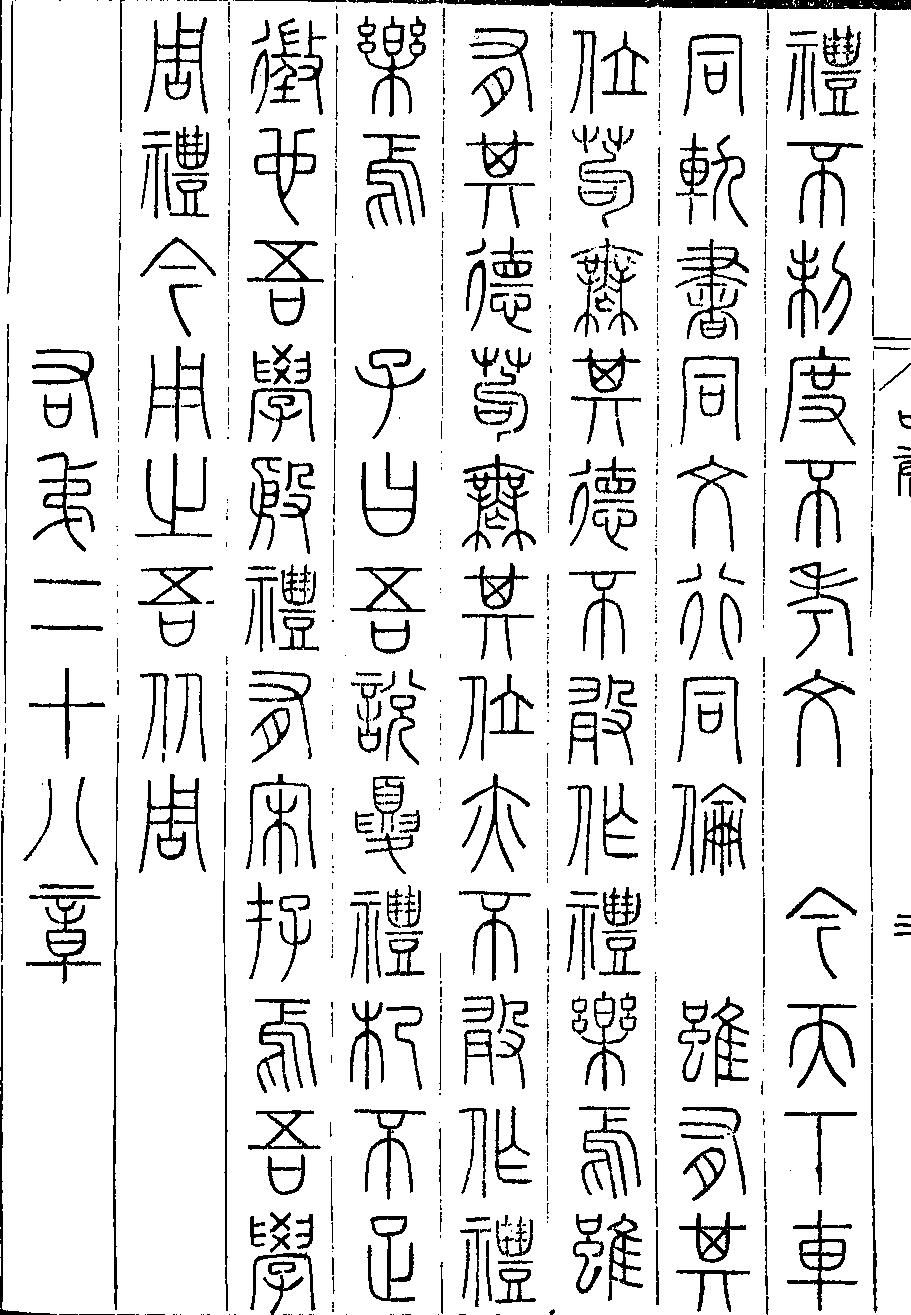 禮不制度不考文　今天下車
同軌書同文行同倫　雖有其
位苟無其德不敢作禮樂焉雖
有其德苟無其位亦不敢作禮
樂焉　子曰吾說夏禮杞不足
徵也吾學殷禮有宋存焉吾學
周禮今用之吾从周
右弟二十八章